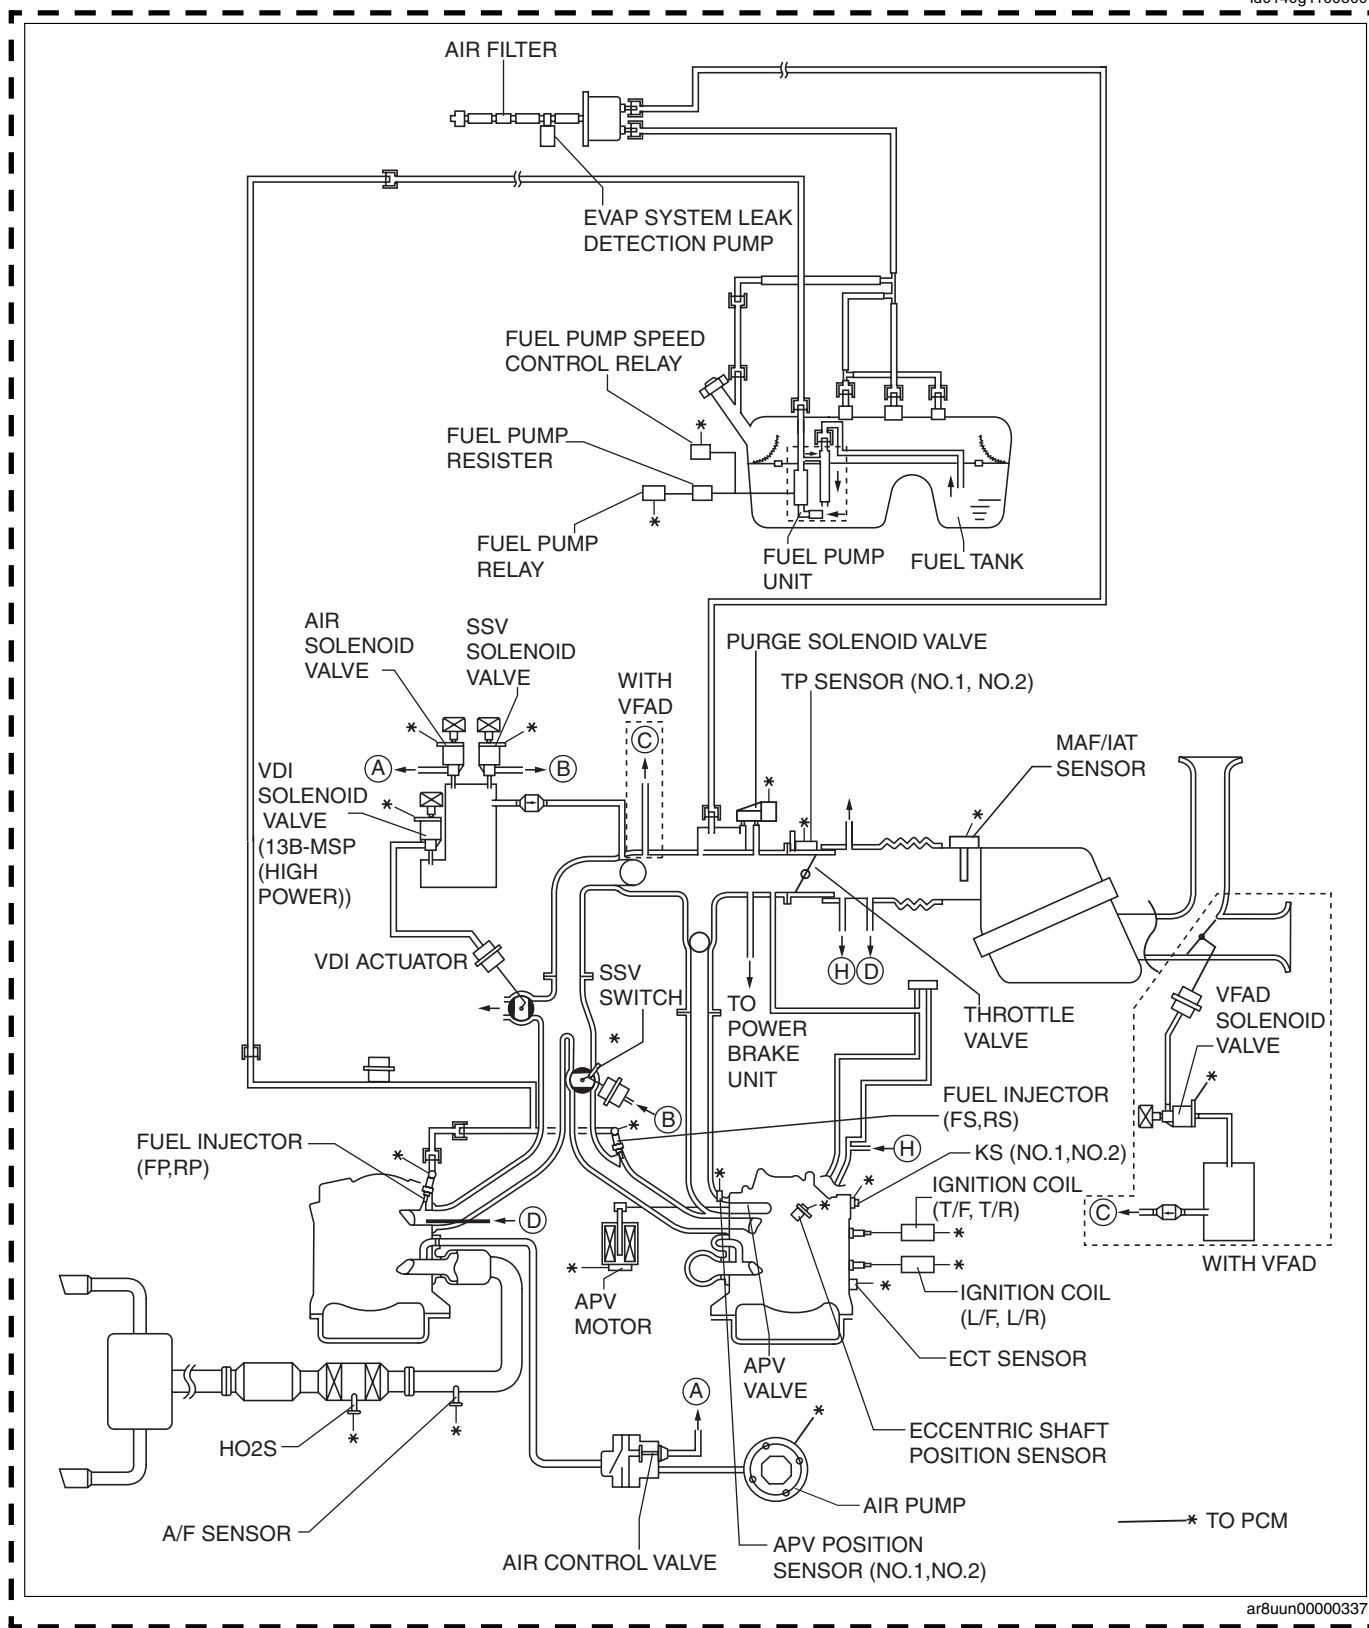 AIR FILTER
EVAP SYSTEM LEAK
DETECTION PUMP
FUEL PUMP SPEED
CONTROL RELAY
*
FUEL PUMP
RESISTER
*
FUEL PUMP
RELAY
FUEL PUMP
UNIT
FUEL TANK
AIR
SOLENOID
VALVE
SSV
SOLENOID
VALVE
WITH
VFAD
C
PURGE SOLENOID VALVE
TP SENSOR (NO.1, NO.2)
MAF/IAT
SENSOR
*
*
A
B
VDI
SOLENOID
VALVE
(13B-MSP
(HIGH
POWER))
*
*
*
*
VDI ACTUATOR
SSV
SWITCH
*
TO
POWER
BRAKE
UNIT
H
D
THROTTLE
VALVE
VFAD
SOLENOID
VALVE
*
B
FUEL INJECTOR
(FS,RS)
*
H
KS (NO.1,NO.2)
FUEL INJECTOR
(FP,RP)
*
*
*
*
IGNITION COIL
(T/F, T/R)
*
D
C
WITH VFAD
*
*
IGNITION COIL
(L/F, L/R)
*
APV
MOTOR
APV
VALVE
ECT SENSOR
A
HO2S
*
*
*
ECCENTRIC SHAFT
POSITION SENSOR
A/F SENSOR
AIR PUMP
AIR CONTROL VALVE
APV POSITION
SENSOR (NO.1,NO.2)
* TO PCM
ar8uun00000337